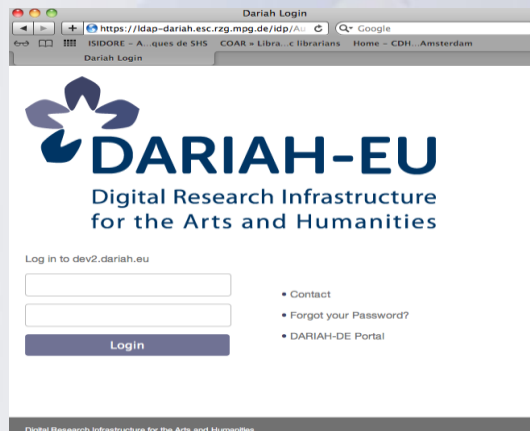 Dariah Login
https://ldap-dariah.esc.rzg.mpg.de/idp/Au Google
ISIDORE – A...ques de SHS COAR » Libra...c librarians Home – CDH...Amsterdam
Dariah Login
DARIAH-EU
Digital Research Infrastructure
for the Arts and Humanities
Log in to dev2.dariah.eu
• Contact
• Forgot your Password?
• DARIAH-DE Portal
Login
Digital Research Infrastructure for the Arts and Humanities